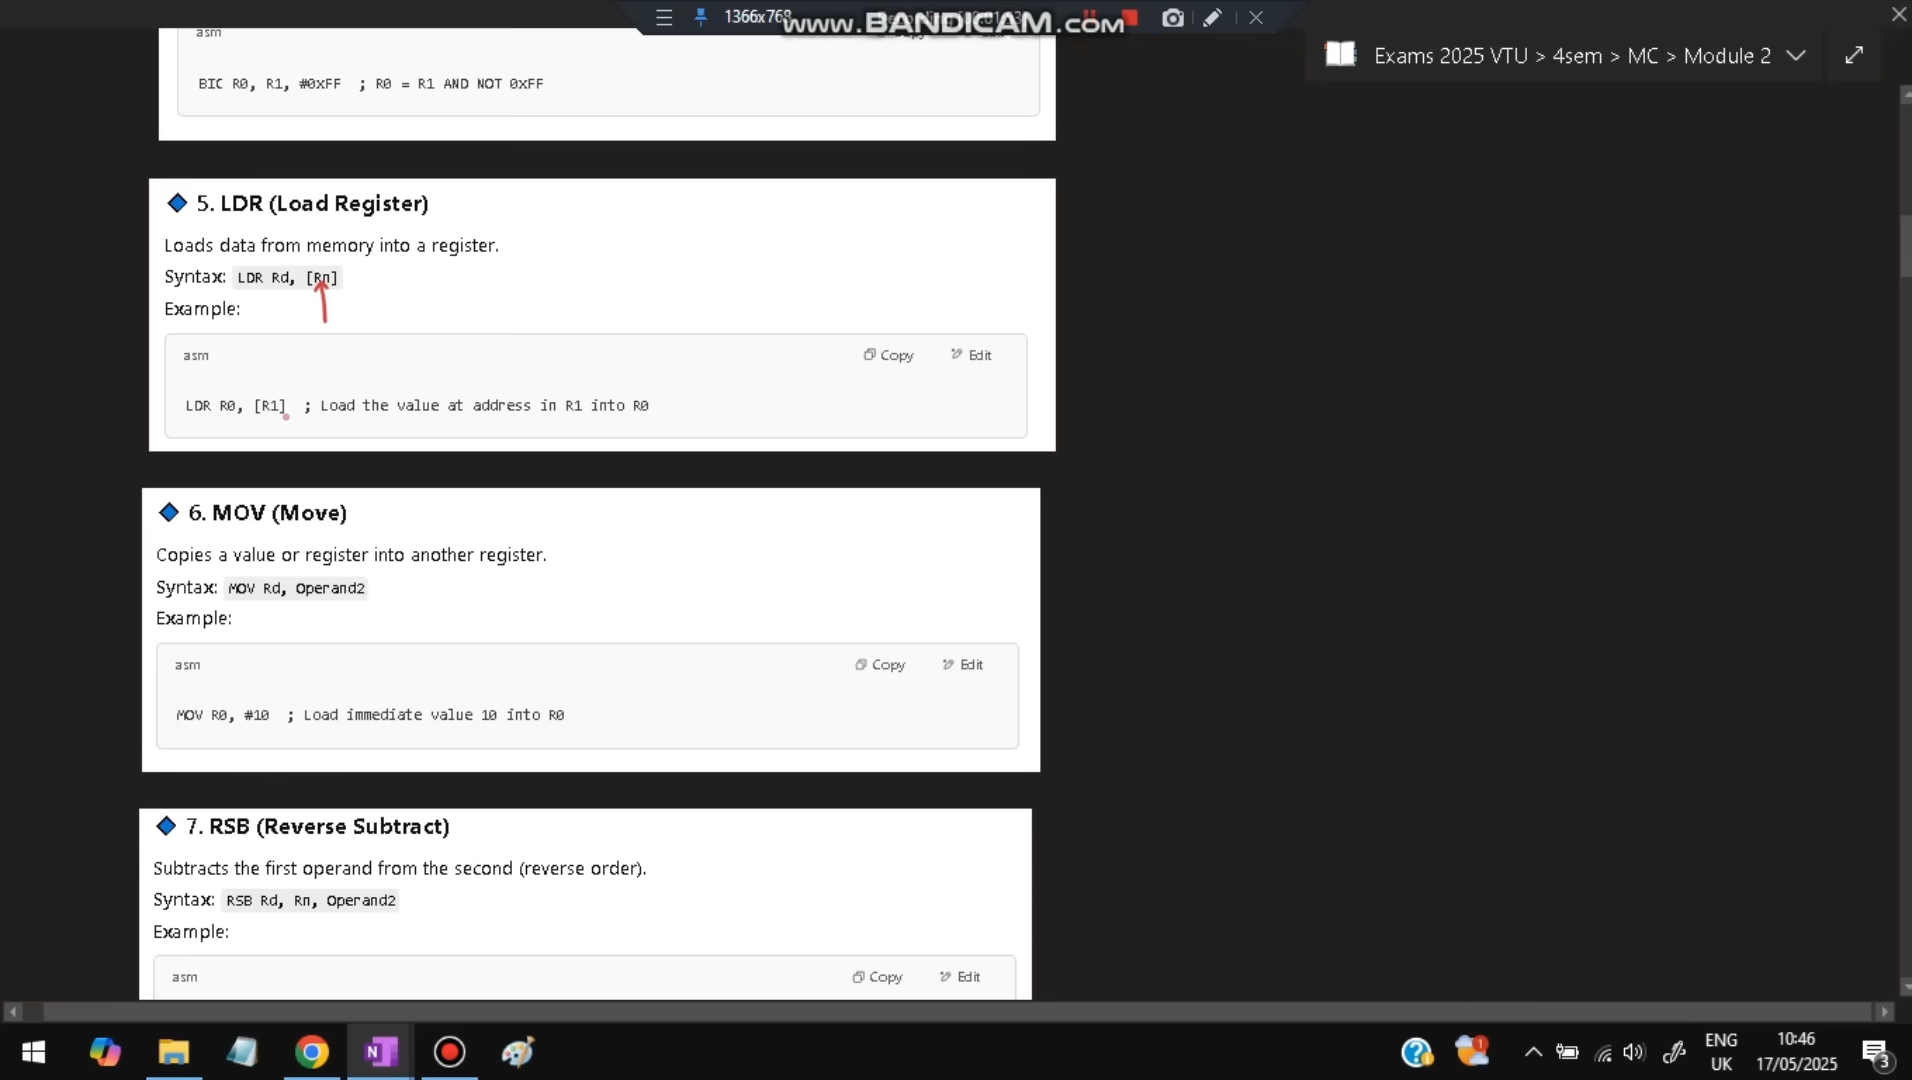 1366x768
www.BANDICAM.com
Exams 2025 VTU > 4sem > MC > Module 2
asm
BIC R0, R1, #0xFF ; R0 = R1 AND NOT 0xFF
5. LDR (Load Register)
Loads data from memory into a register.
Syntax: LDR Rd, [Rn]
Example:
asm
Copy Edit
LDR R0, [R1] ; Load the value at address in R1 into R0
6. MOV (Move)
Copies a value or register into another register.
Syntax: MOV Rd, Operand2
Example:
asm
Copy Edit
MOV R0, #10 ; Load immediate value 10 into R0
7. RSB (Reverse Subtract)
Subtracts the first operand from the second (reverse order).
Syntax: RSB Rd, Rn, Operand2
Example:
asm
Copy Edit
N
1
ENG
UK
10:46
17/05/2025
3